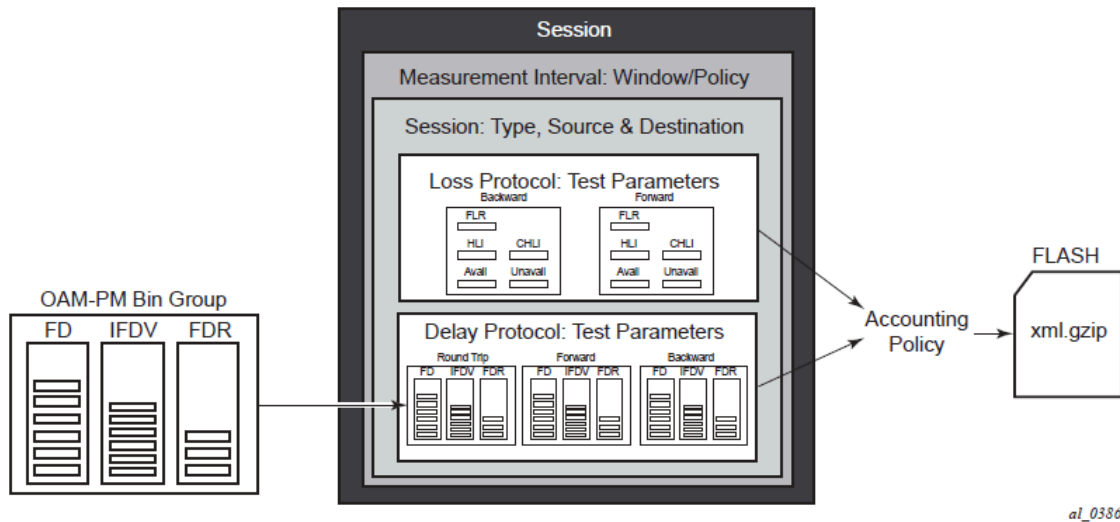 Session
Measurement Interval: Window/Policy
Session: Type, Source & Destination
Loss Protocol: Test Parameters
Backward Forward
FLR FLR
HLI CHLI HLI CHLI
Avail Unavail Avail Unavail
OAM-PM Bin Group
FD IFDV FDR
Delay Protocol: Test Parameters
Round Trip Forward Backward
FD IFDV FDR FD IFDV FDR FD IFDV FDR
Accounting
Policy
FLASH
xml.gzip
al_0386